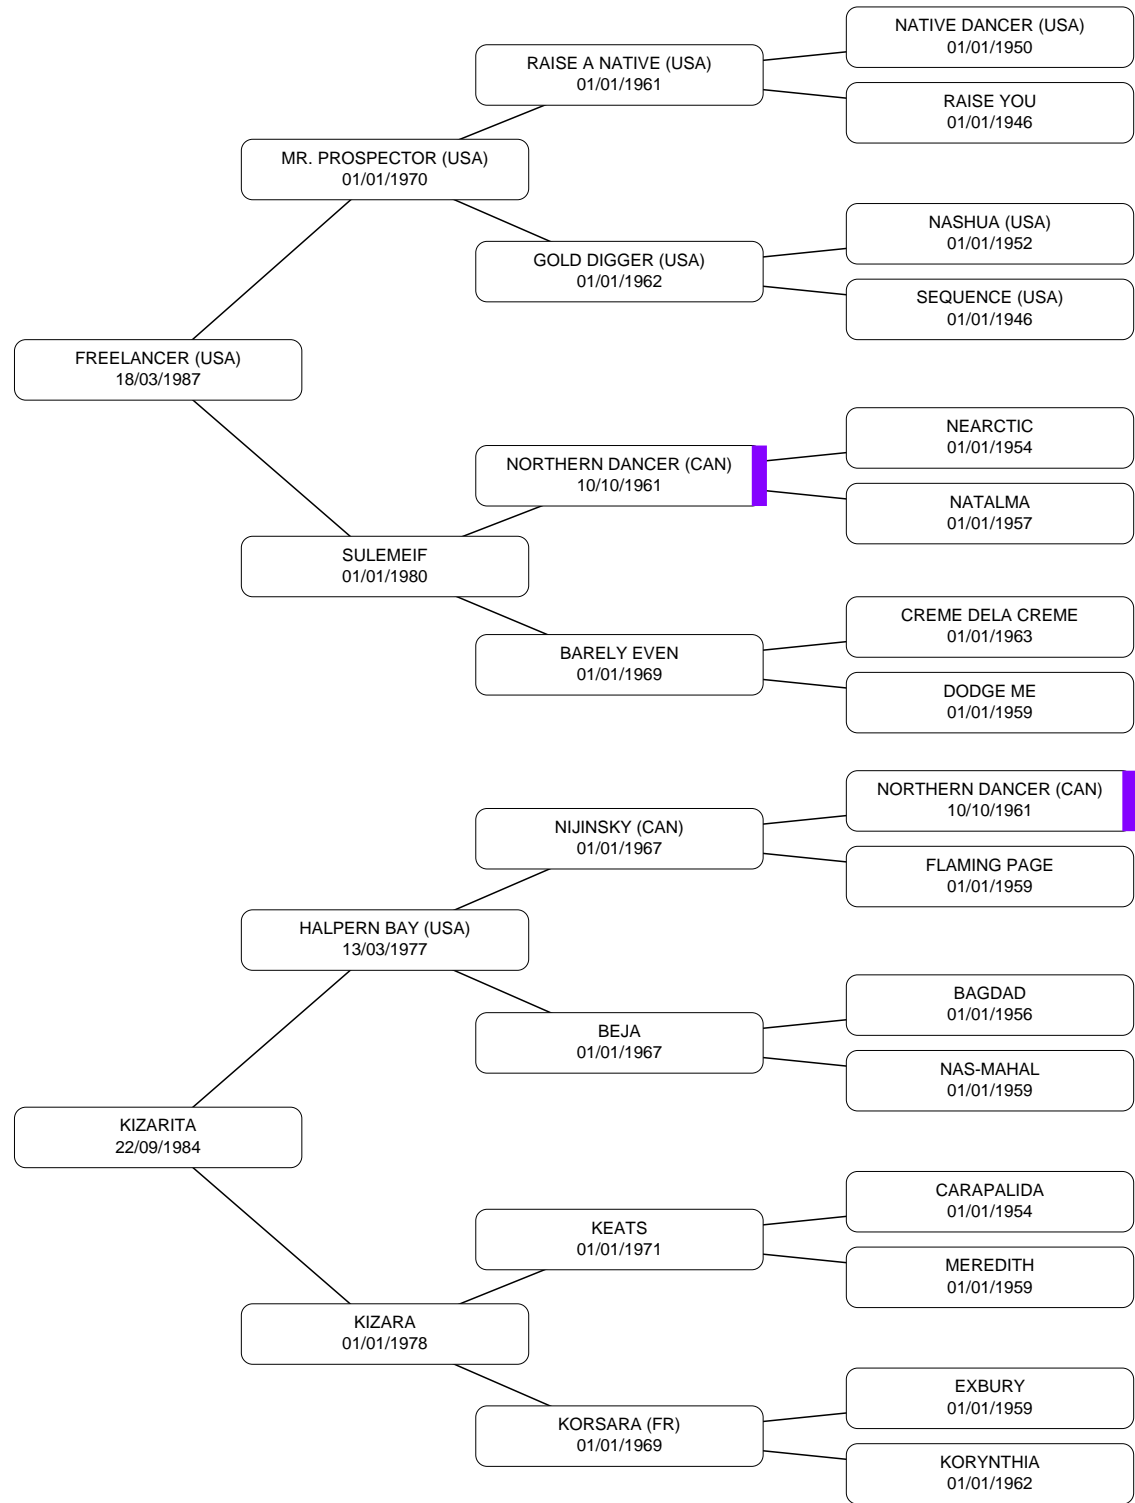 NATIVE DANCER (USA)
01/01/1950
RAISE A NATIVE (USA)
01/01/1961
RAISE YOU
01/01/1946
MR. PROSPECTOR (USA)
01/01/1970
NASHUA (USA)
01/01/1952
GOLD DIGGER (USA)
01/01/1962
SEQUENCE (USA)
01/01/1946
FREELANCER (USA)
18/03/1987
NEARCTIC
01/01/1954
NORTHERN DANCER (CAN)
10/10/1961
NATALMA
01/01/1957
SULEMEIF
01/01/1980
CREME DELA CREME
01/01/1963
BARELY EVEN
01/01/1969
DODGE ME
01/01/1959
NORTHERN DANCER (CAN)
10/10/1961
NIJINSKY (CAN)
01/01/1967
FLAMING PAGE
01/01/1959
HALPERN BAY (USA)
13/03/1977
BAGDAD
01/01/1956
BEJA
01/01/1967
NAS-MAHAL
01/01/1959
KIZARITA
22/09/1984
CARAPALIDA
01/01/1954
KEATS
01/01/1971
MEREDITH
01/01/1959
KIZARA
01/01/1978
EXBURY
01/01/1959
KORSARA (FR)
01/01/1969
KORYNTHIA
01/01/1962